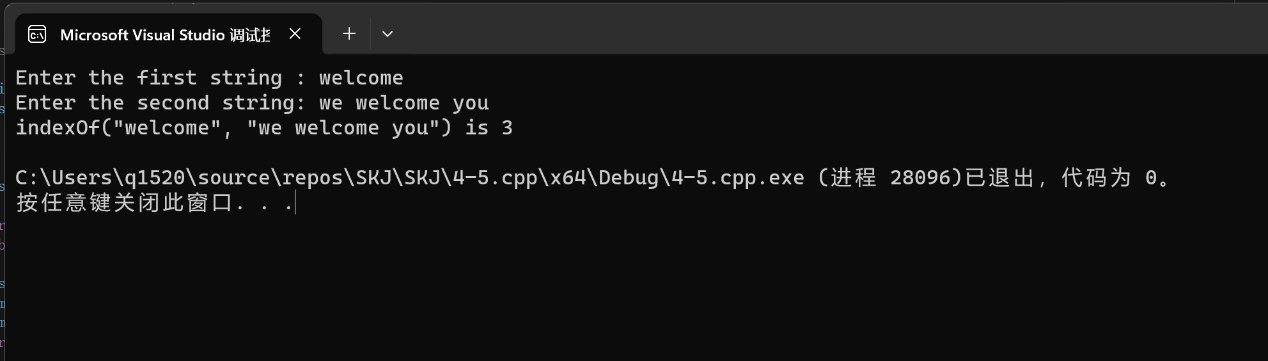 Microsoft Visual Studio 调试控
Enter the first string : welcome
Enter the second string: we welcome you
indexOf("welcome", "we welcome you") is 3
C:\Users\q1520\source\repos\SKJ\SKJ\4-5.cpp\x64\Debug\4-5.cpp.exe (进程 28096)已退出，代码为 0。
按任意键关闭此窗口. . .